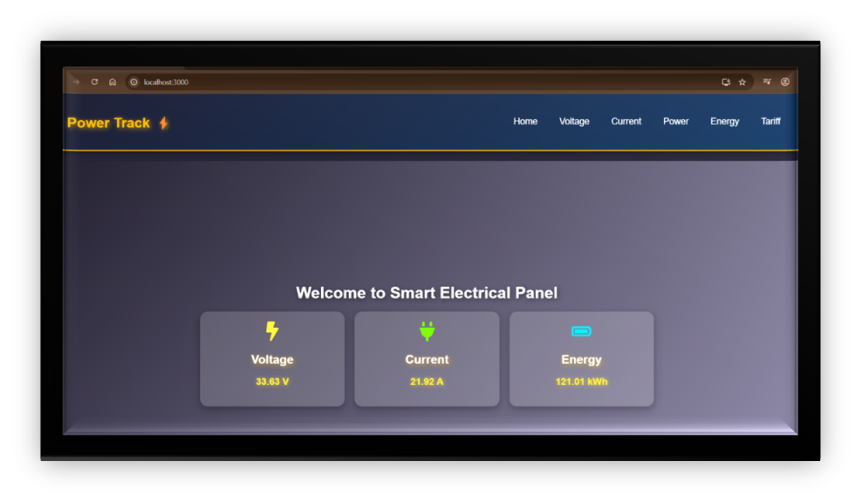 localhost:3000
Power Track
Home Voltage Current Power Energy Tariff
Welcome to Smart Electrical Panel
Voltage Current Energy
33.63 V 21.92 A 121.01 kWh